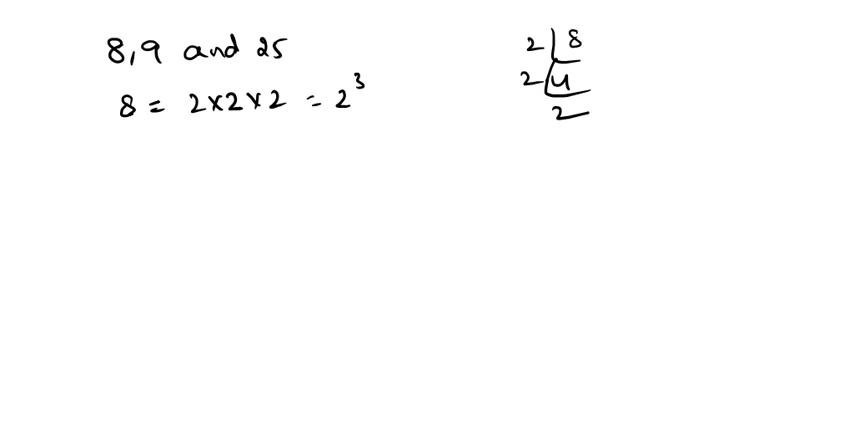 8,9 and 25
8 = 2×2×2 = 2³
2 | 8
2 | 4
2